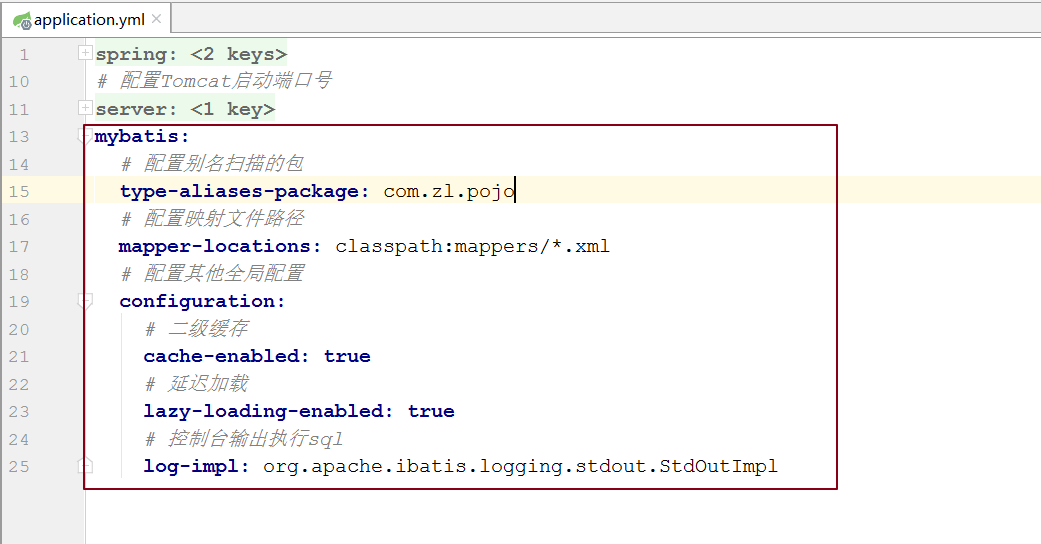 application.yml
1 spring: <2 keys>
10 # 配置Tomcat启动端口号
11 server: <1 key>
13 mybatis:
14 # 配置别名扫描的包
15 type-aliases-package: com.zl.pojo
16 # 配置映射文件路径
17 mapper-locations: classpath:mappers/*.xml
18 # 配置其他全局配置
19 configuration:
20 # 二级缓存
21 cache-enabled: true
22 # 延迟加载
23 lazy-loading-enabled: true
24 # 控制台输出执行sql
25 log-impl: org.apache.ibatis.logging.stdout.StdOutImpl